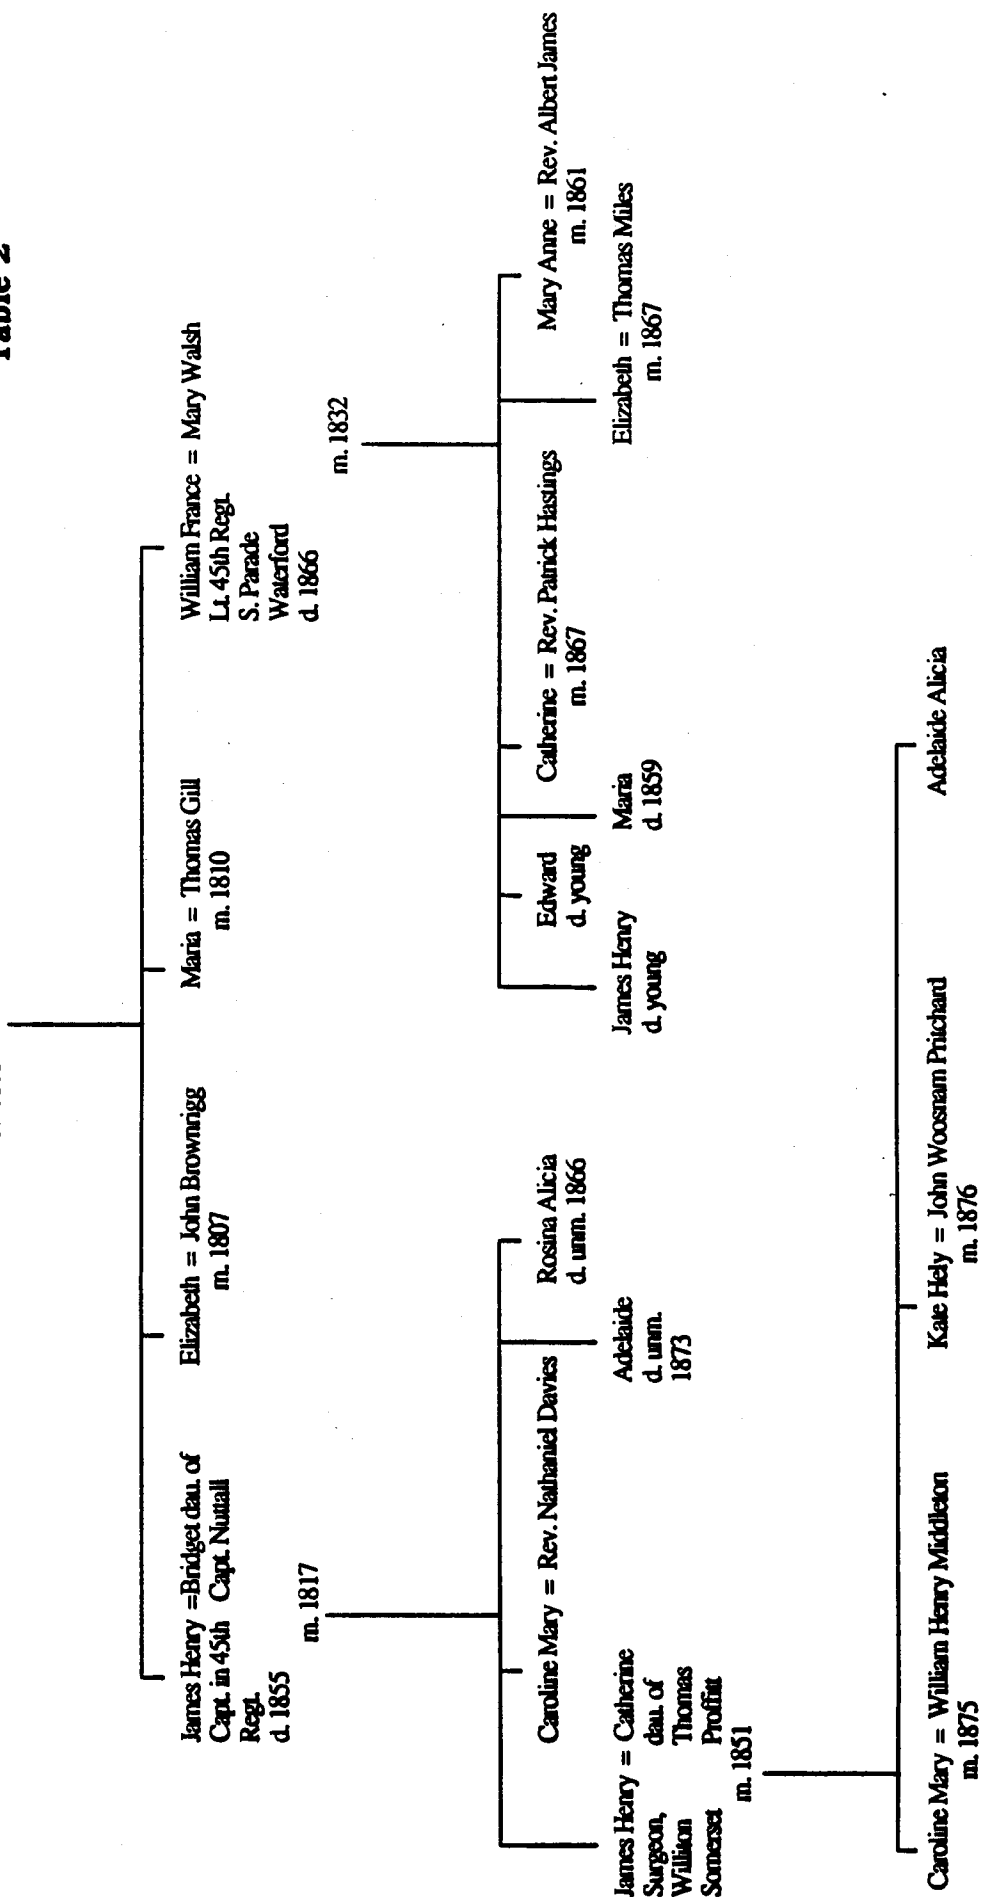 Table 2
James Henry =Bridget dau. of
Capt. in 45th Capt. Nuttall
Regt.
d. 1855
m. 1817
Elizabeth = John Brownrigg
m. 1807
Maria = Thomas Gill
m. 1810
William France = Mary Walsh
Lt. 45th Regt.
S. Parade
Waterford
d. 1866
m. 1832
Caroline Mary = Rev. Nathaniel Davies
Rosina Alicia
d. unm. 1866
James Henry = Catherine
Surgeon, dau. of
Williton Thomas
Somerset Proffitt
m. 1851
Adelaide
d. unm.
1873
Edward
d. young
Catherine = Rev. Patrick Hastings
m. 1867
Mary Anne = Rev. Albert James
m. 1861
James Henry
d. young
Maria
d. 1859
Elizabeth = Thomas Miles
m. 1867
Caroline Mary = William Henry Middleton
m. 1875
Kate Hely = John Woosnam Pritchard
m. 1876
Adelaide Alicia